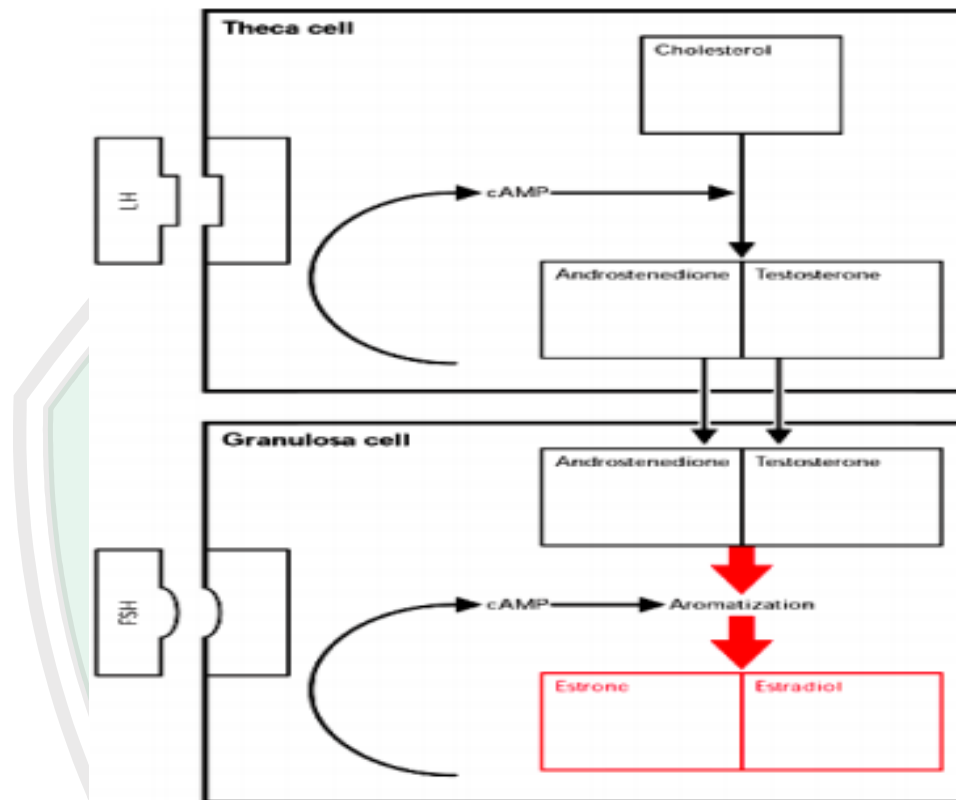 Theca cell
Cholesterol
LH
cAMP
Androstenedione
Testosterone
Granulosa cell
Androstenedione
Testosterone
FSH
cAMP
Aromatization
Estrone
Estradiol